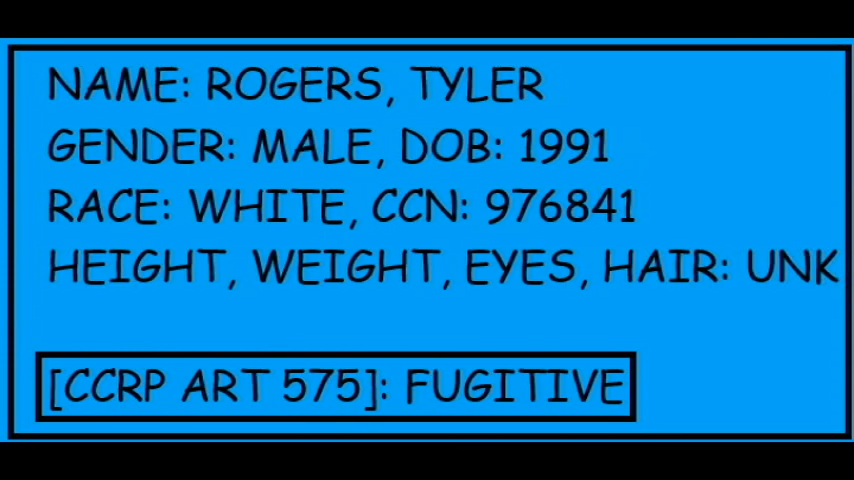 NAME: ROGERS, TYLER
GENDER: MALE, DOB: 1991
RACE: WHITE, CCN: 976841
HEIGHT, WEIGHT, EYES, HAIR: UNK
[CCRP ART 575]: FUGITIVE